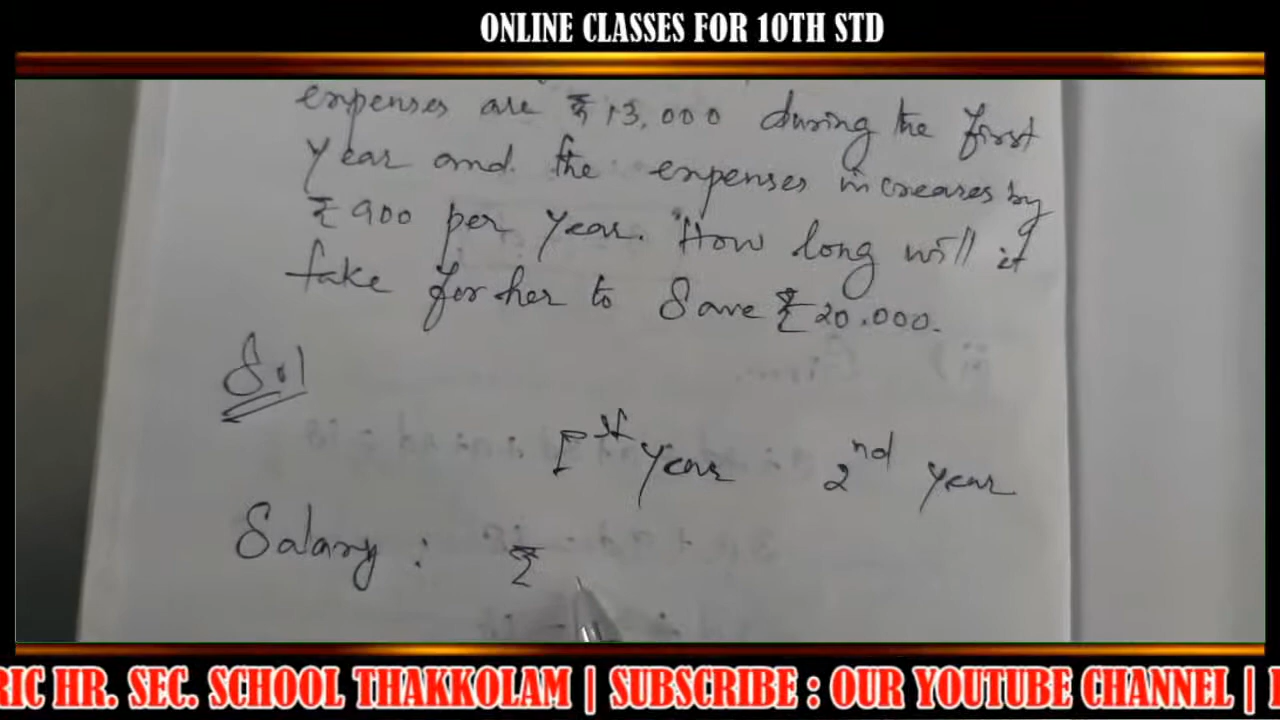 ONLINE CLASSES FOR 10TH STD
expenses are ₹ 13,000 during the first
year and the expenses increases by
₹ 900 per year. How long will it
take for her to save ₹ 20,000.
Sol
Ist year 2nd year
Salary : ₹
RIC HR. SEC. SCHOOL THAKKOLAM | SUBSCRIBE : OUR YOUTUBE CHANNEL |